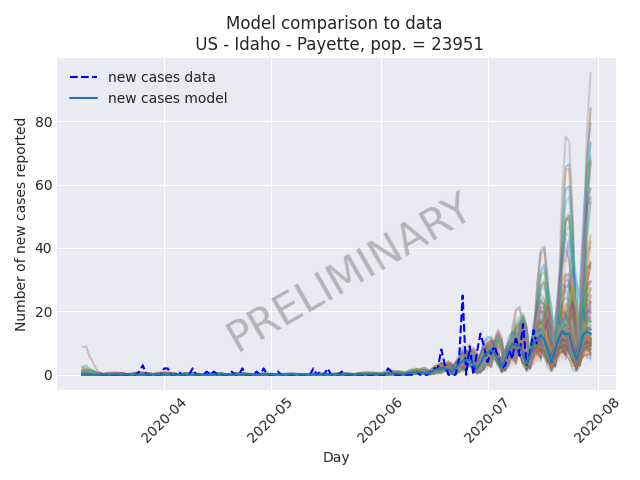 Model comparison to data
US - Idaho - Payette, pop. = 23951
new cases data
new cases model
Number of new cases reported
80
60
40
20
0
PRELIMINARY
2020-04
2020-05
2020-06
2020-07
2020-08
Day